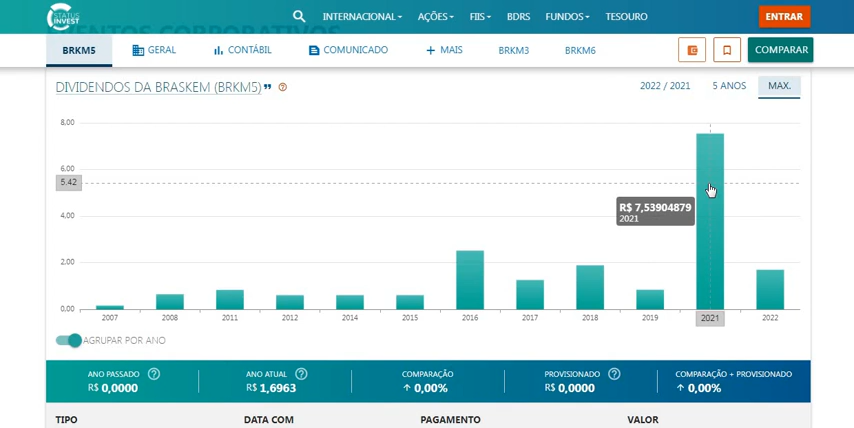 STATUS
INVEST
INTERNACIONAL
AÇÕES
FIIS
BDRS
FUNDOS
TESOURO
ENTRAR
EVENTOS CORPORATIVOS
BRKM5
GERAL
CONTÁBIL
COMUNICADO
MAIS
BRKM3
BRKM6
COMPARAR
DIVIDENDOS DA BRASKEM (BRKM5)
2022 / 2021
5 ANOS
MAX.
8.00
6.00
5,42
4.00
2.00
0.00
R$ 7,53904879
2021
2007
2008
2011
2012
2014
2015
2016
2017
2018
2019
2021
2022
AGRUPAR POR ANO
ANO PASSADO
R$ 0,0000
ANO ATUAL
R$ 1,6963
COMPARAÇÃO
↑ 0,00%
PROVISIONADO
R$ 0,0000
COMPARAÇÃO + PROVISIONADO
↑ 0,00%
TIPO
DATA COM
PAGAMENTO
VALOR